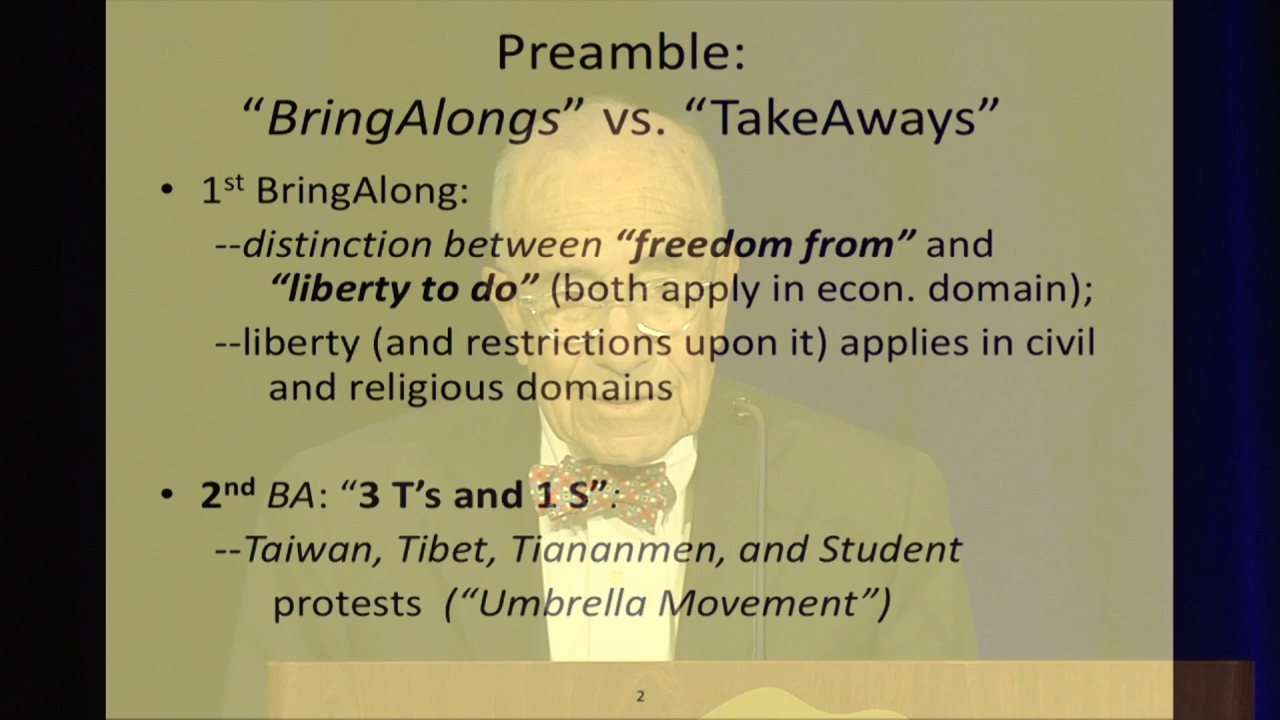 Preamble:
“BringAlongs” vs. “TakeAways”
• 1st BringAlong:
--distinction between “freedom from” and
“liberty to do” (both apply in econ. domain);
--liberty (and restrictions upon it) applies in civil
and religious domains
• 2nd BA: “3 T’s and 1 S”:
--Taiwan, Tibet, Tiananmen, and Student
protests (“Umbrella Movement”)
2